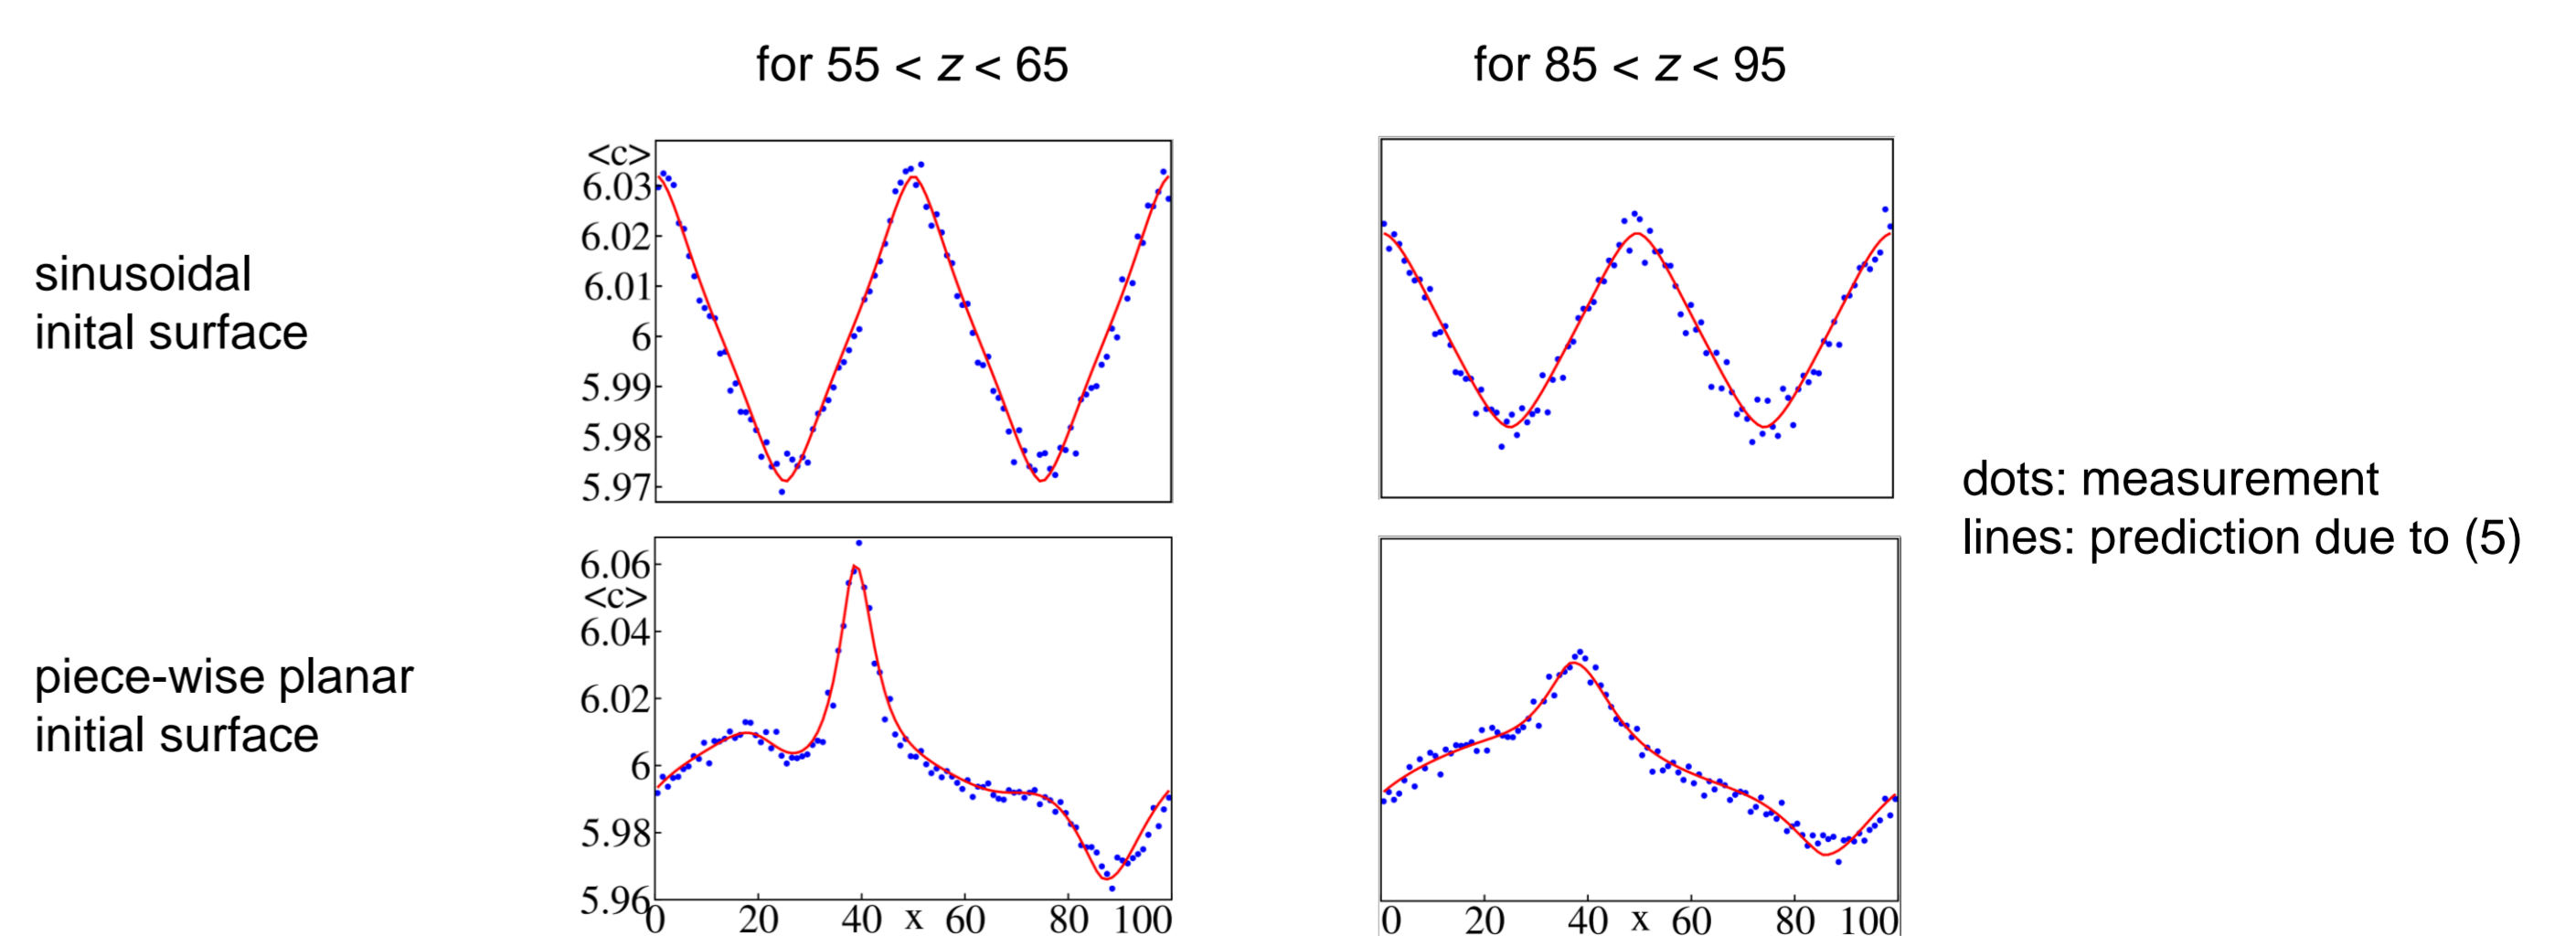 for 55 < z < 65
for 85 < z < 95
sinusoidal
inital surface
<c>
6.03
6.02
6.01
6
5.99
5.98
5.97
dots: measurement
lines: prediction due to (5)
piece-wise planar
initial surface
6.06
<c>
6.04
6.02
6
5.98
5.96
0 20 40 x 60 80 100
0 20 40 x 60 80 100